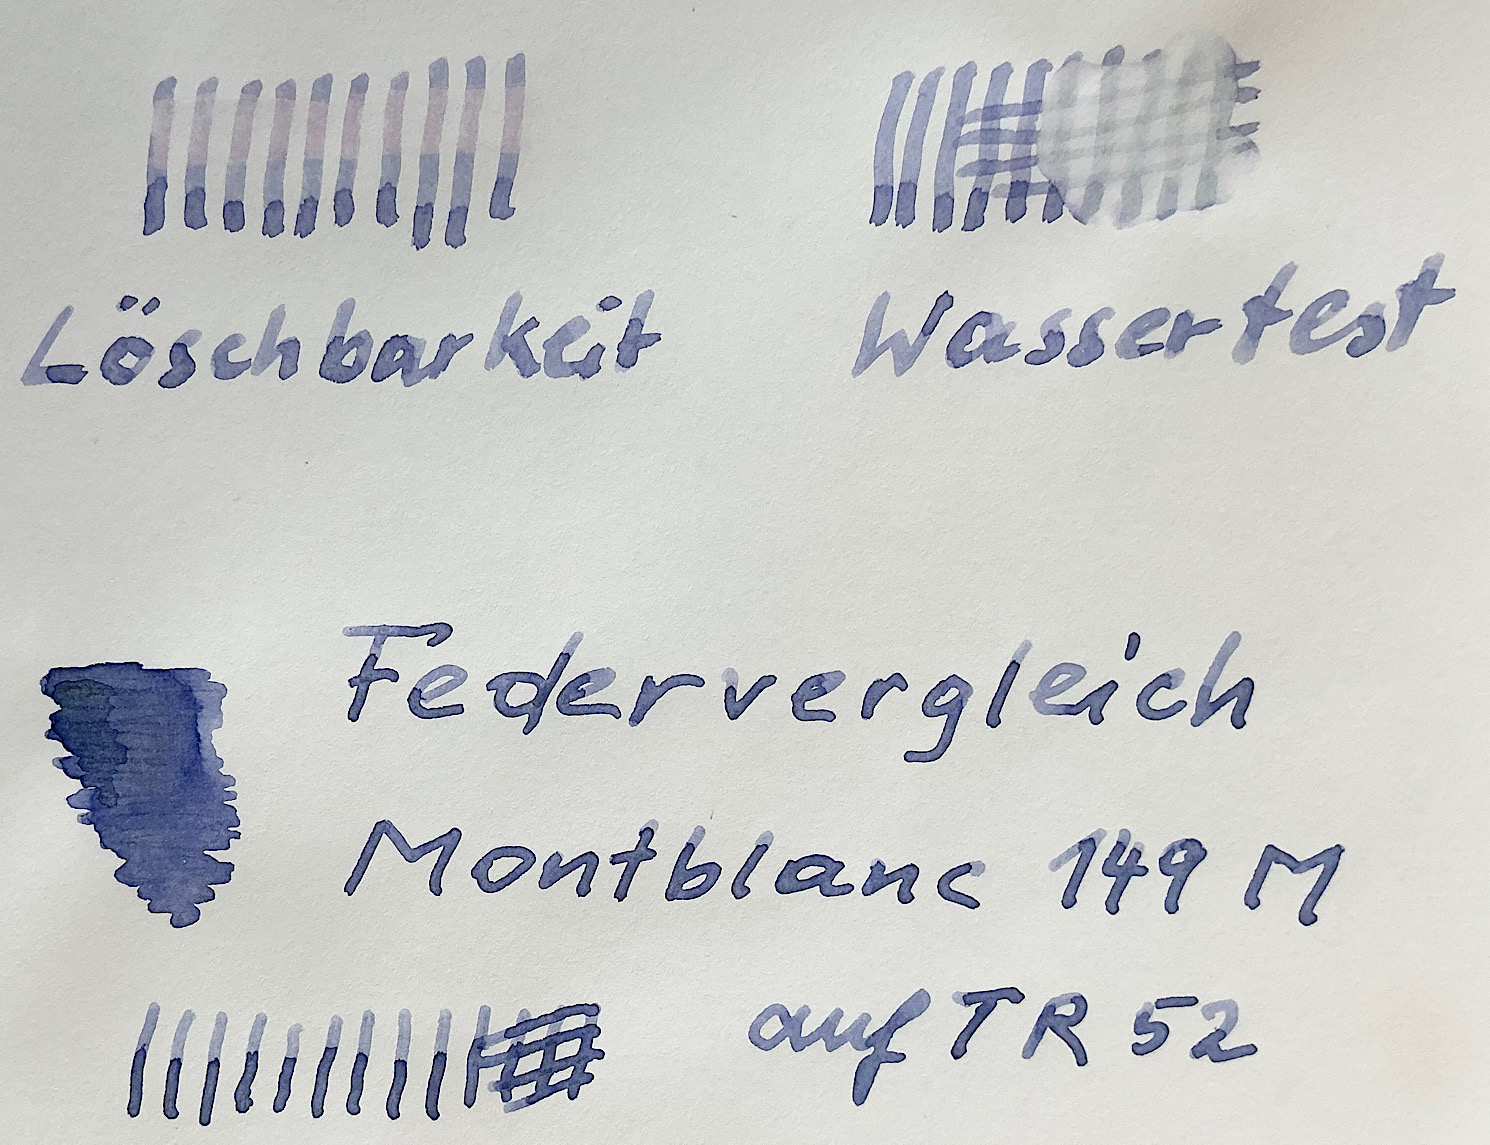 Löschbarkeit Wassertest
Federvergleich
Montblanc 149 M
auf TR 52